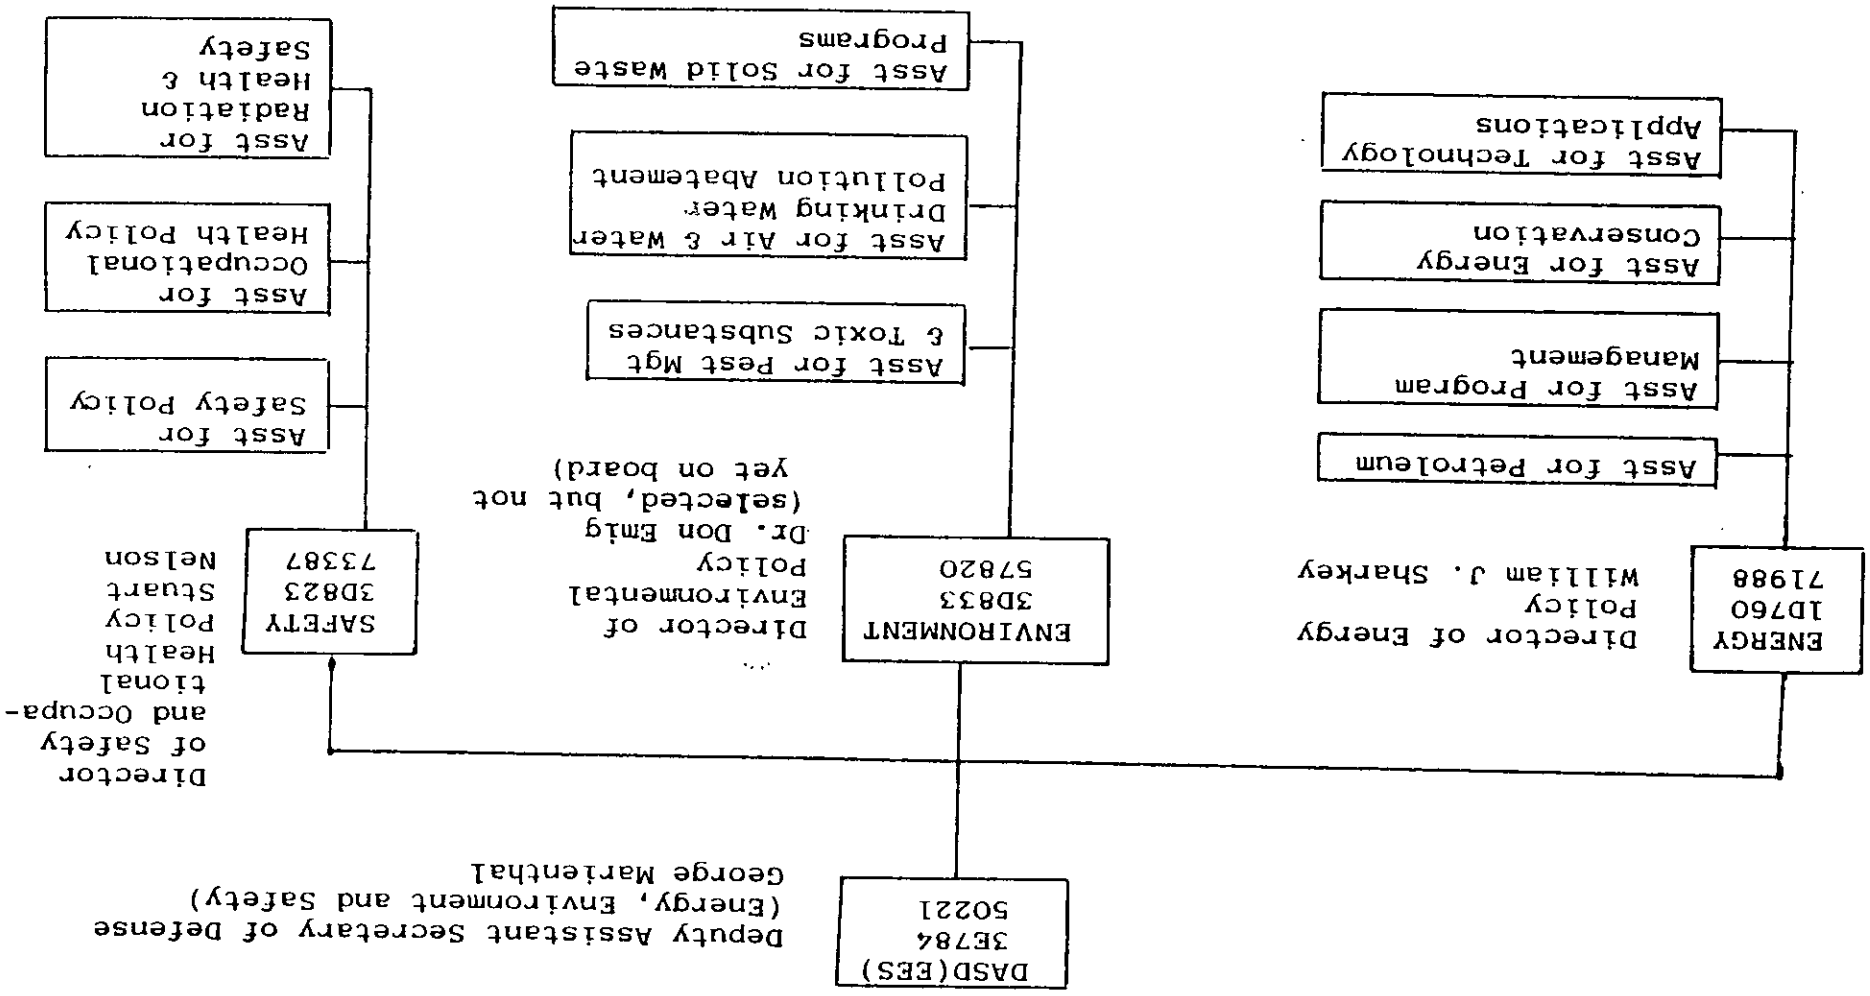 DASD(EES)
3E784
50221
Deputy Assistant Secretary of Defense
(Energy, Environment and Safety)
George Marienthal
ENERGY
1D760
71988
Director of Energy
Policy
William J. Sharkey
Asst for Petroleum
Asst for Program
Management
Asst for Energy
Conservation
Asst for Technology
Applications
ENVIRONMENT
3D833
57820
Director of
Environmental
Policy
Dr. Don Emig
(selected, but not
yet on board)
Asst for Pest Mgt
& Toxic Substances
Asst for Air & Water
Drinking Water
Pollution Abatement
Asst for Solid Waste
Programs
SAFETY
3D823
73387
Director
of Safety
and Occupa-
tional
Health
Policy
Stuart
Nelson
Asst for
Safety Policy
Asst for
Occupational
Health Policy
Asst for
Radiation
Health &
Safety